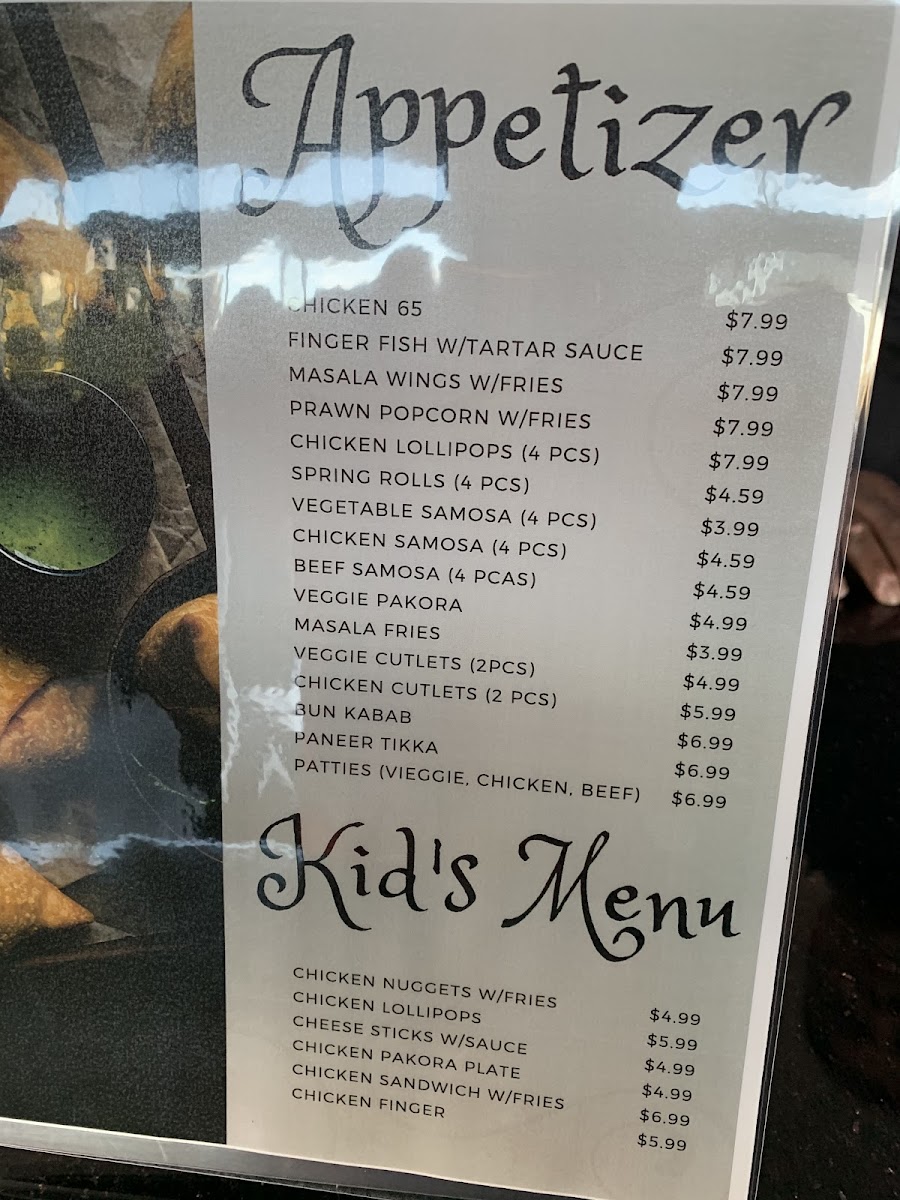 Appetizer
CHICKEN 65 $7.99
FINGER FISH W/TARTAR SAUCE $7.99
MASALA WINGS W/FRIES $7.99
PRAWN POPCORN W/FRIES $7.99
CHICKEN LOLLIPOPS (4 PCS) $7.99
SPRING ROLLS (4 PCS) $4.59
VEGETABLE SAMOSA (4 PCS) $3.99
CHICKEN SAMOSA (4 PCS) $4.59
BEEF SAMOSA (4 PCAS) $4.59
VEGGIE PAKORA $4.99
MASALA FRIES $3.99
VEGGIE CUTLETS (2PCS) $4.99
CHICKEN CUTLETS (2 PCS) $5.99
BUN KABAB $6.99
PANEER TIKKA $6.99
PATTIES (VIEGGIE, CHICKEN, BEEF) $6.99
Kid's Menu
CHICKEN NUGGETS W/FRIES $4.99
CHICKEN LOLLIPOPS $5.99
CHEESE STICKS W/SAUCE $4.99
CHICKEN PAKORA PLATE $4.99
CHICKEN SANDWICH W/FRIES $6.99
CHICKEN FINGER $5.99